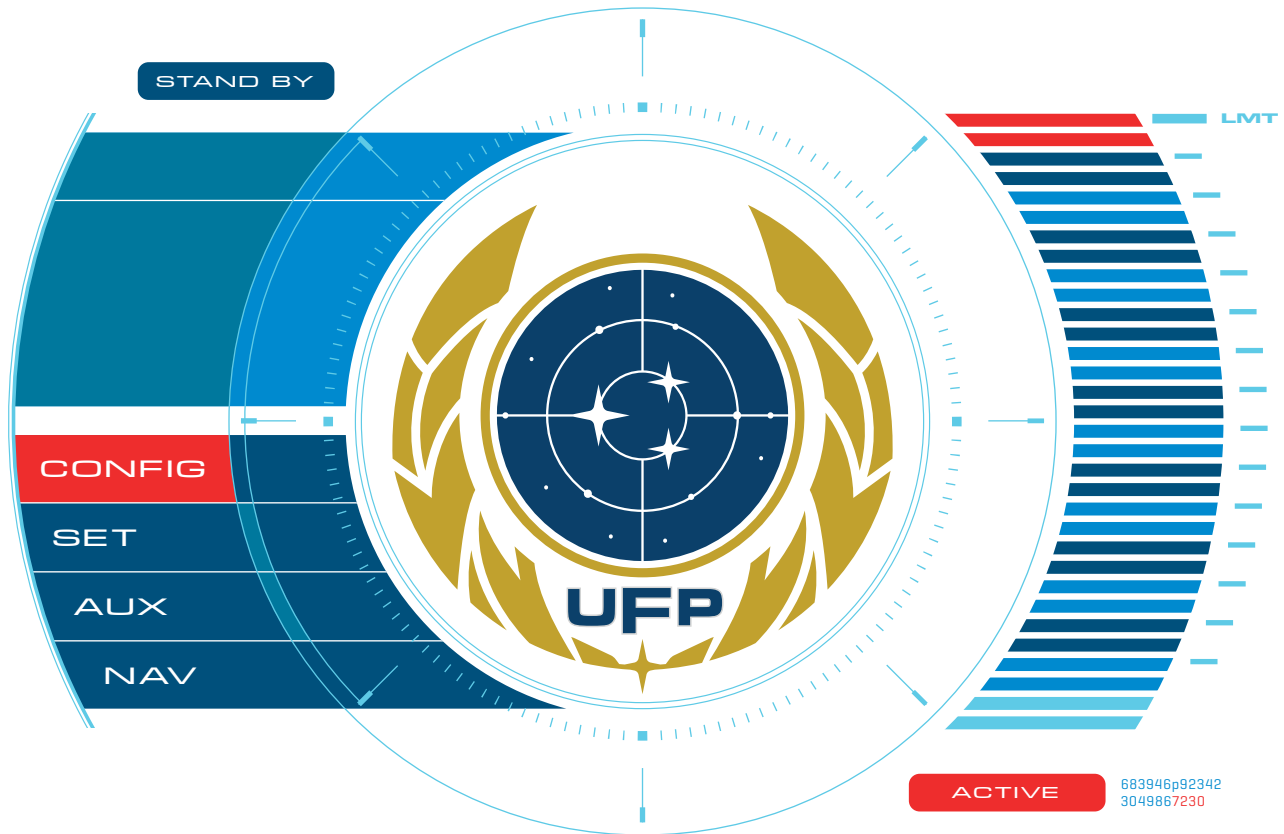 STAND BY
LMT
CONFIG
SET
AUX
NAV
UFP
ACTIVE
683946p92342
3049867230